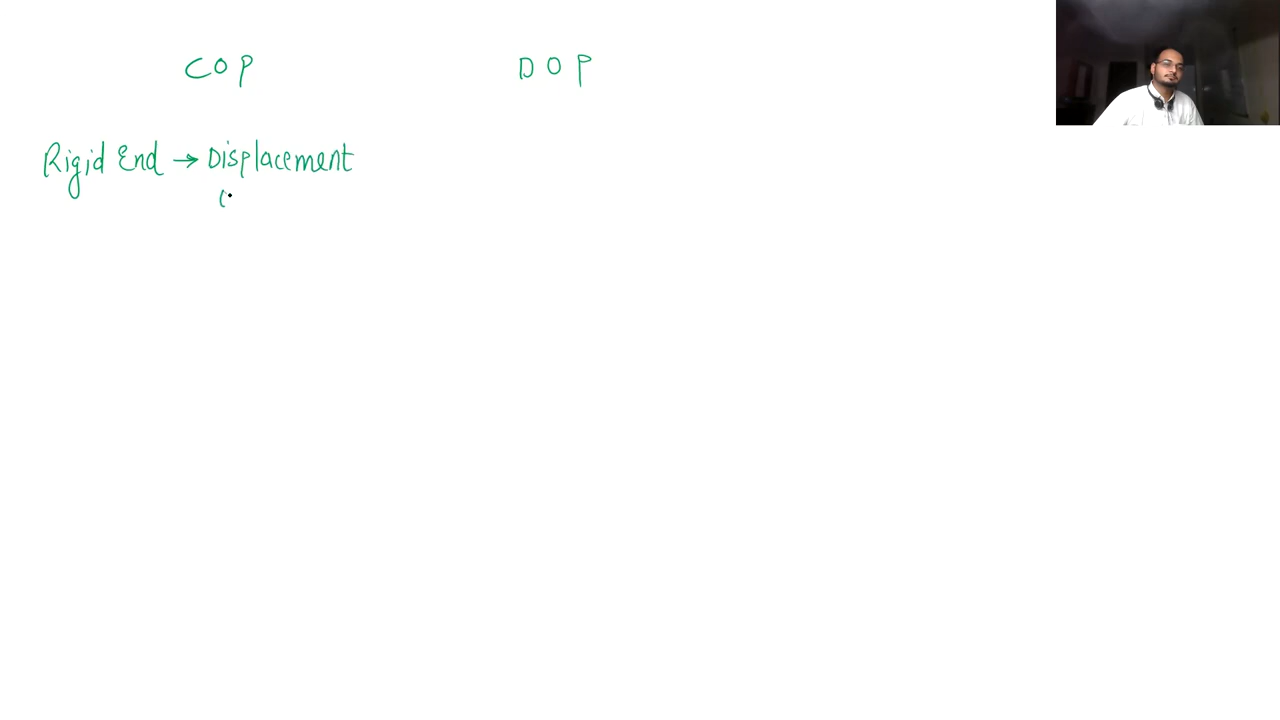 COP DOP
Rigid End → Displacement
(